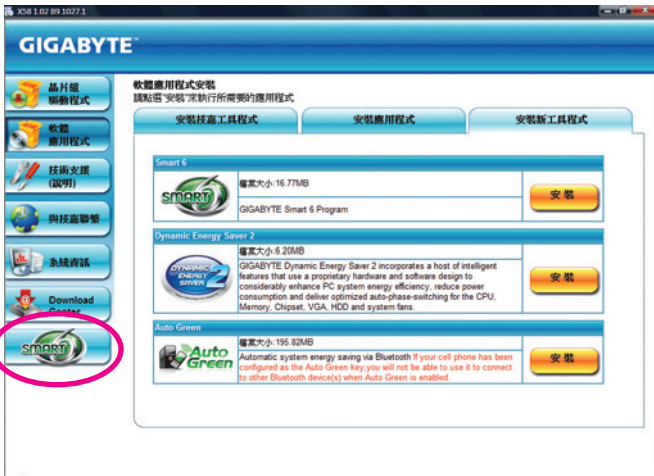 X58 1.02 B9.1027.1
GIGABYTE™
晶片組
驅動程式
軟體
應用程式
技術支援
(說明)
與技嘉聯繫
系統資訊
Download
Center
SMART
軟體應用程式安裝
請點選"安裝"來執行所需要的應用程式
安裝技嘉工具程式
安裝應用程式
安裝新工具程式
Smart 6
SMART
檔案大小:16.77MB
GIGABYTE Smart 6 Program
安裝
Dynamic Energy Saver 2
DYNAMIC
ENERGY
SAVER
2
檔案大小:6.20MB
GIGABYTE Dynamic Energy Saver 2 incorporates a host of intelligent
features that use a proprietary hardware and software design to
considerably enhance PC system energy efficiency, reduce power
consumption and deliver optimized auto-phase-switching for the CPU,
Memory, Chipset, VGA, HDD and system fans.
安裝
Auto Green
Auto
Green
檔案大小:195.82MB
Automatic system energy saving via Bluetooth If your cell phone has been
configured as the Auto Green key,you will not be able to use it to connect
to other Bluetooth device(s) when Auto Green is enabled.
安裝